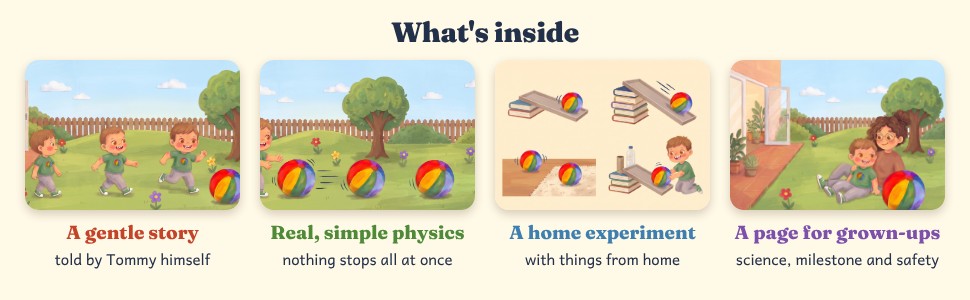 What's inside
A gentle story
told by Tommy himself
Real, simple physics
nothing stops all at once
A home experiment
with things from home
A page for grown-ups
science, milestone and safety